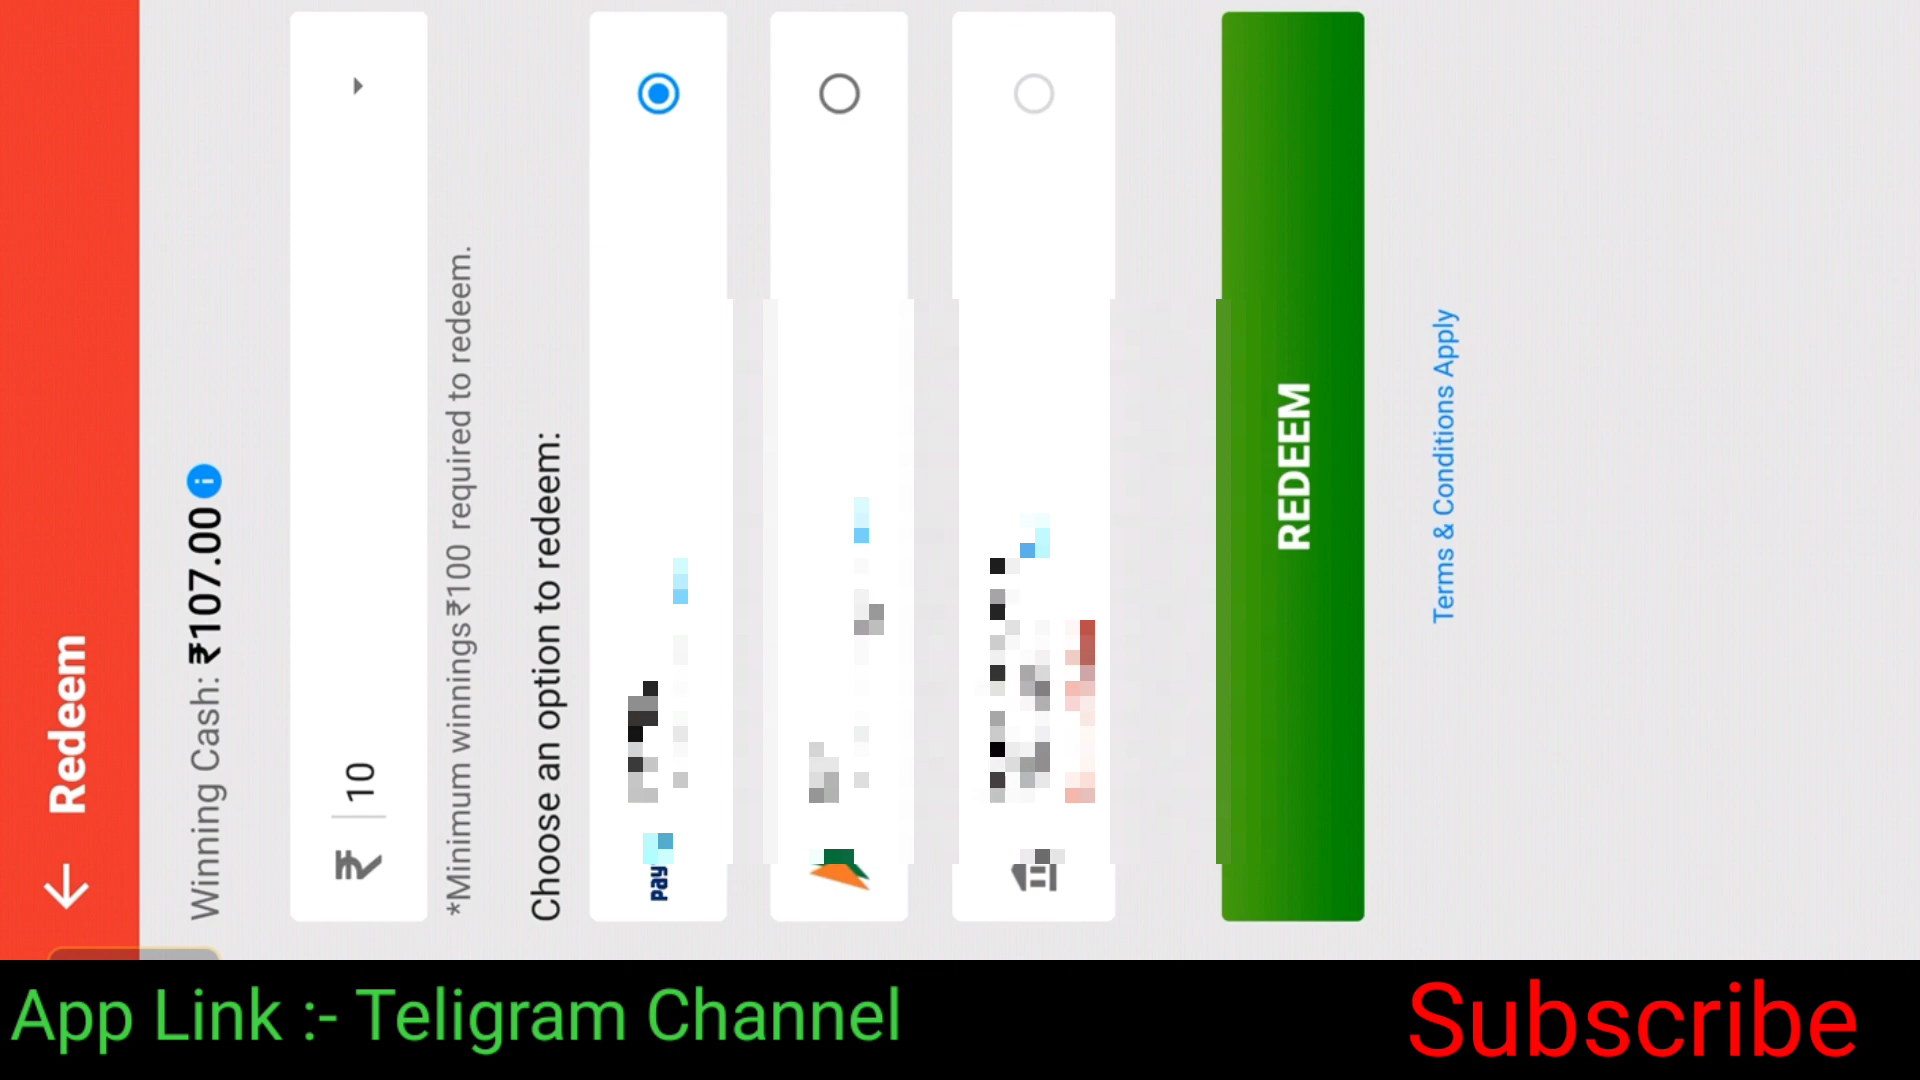 Redeem
Winning Cash: ₹107.00
₹ 10
*Minimum winnings ₹100 required to redeem.
Choose an option to redeem:
pay
REDEEM
Terms & Conditions Apply
App Link :- Teligram Channel
Subscribe